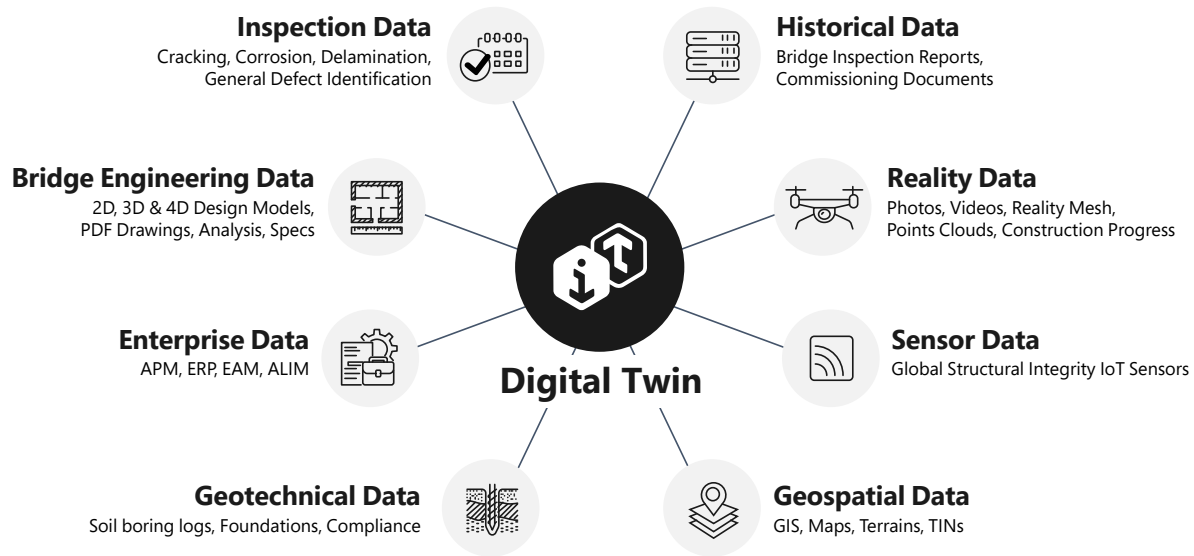 Inspection Data
Cracking, Corrosion, Delamination,
General Defect Identification
Historical Data
Bridge Inspection Reports,
Commissioning Documents
Bridge Engineering Data
2D, 3D & 4D Design Models,
PDF Drawings, Analysis, Specs
Reality Data
Photos, Videos, Reality Mesh,
Points Clouds, Construction Progress
Enterprise Data
APM, ERP, EAM, ALIM
Sensor Data
Global Structural Integrity IoT Sensors
Digital Twin
Geotechnical Data
Soil boring logs, Foundations, Compliance
Geospatial Data
GIS, Maps, Terrains, TINs